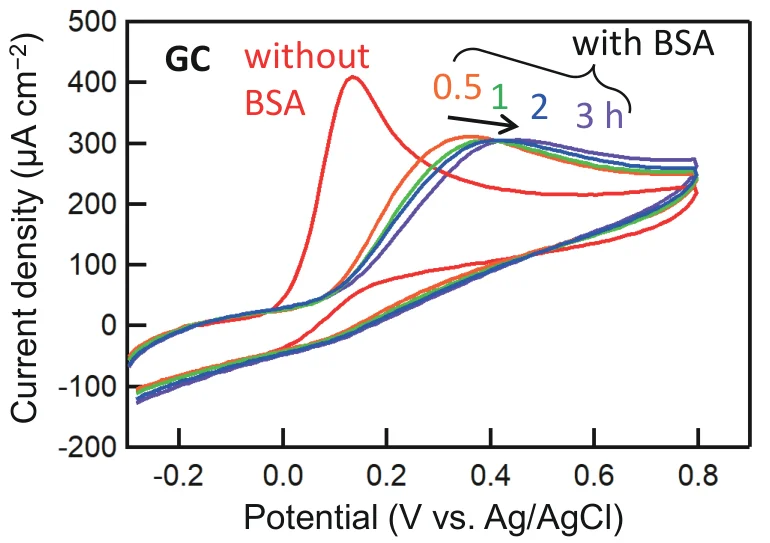 500
400
300
200
100
0
-100
-200
-0.2 0.0 0.2 0.4 0.6 0.8
Current density (μA cm⁻²)
Potential (V vs. Ag/AgCl)
GC
without
BSA
with BSA
0.5 1 2 3 h